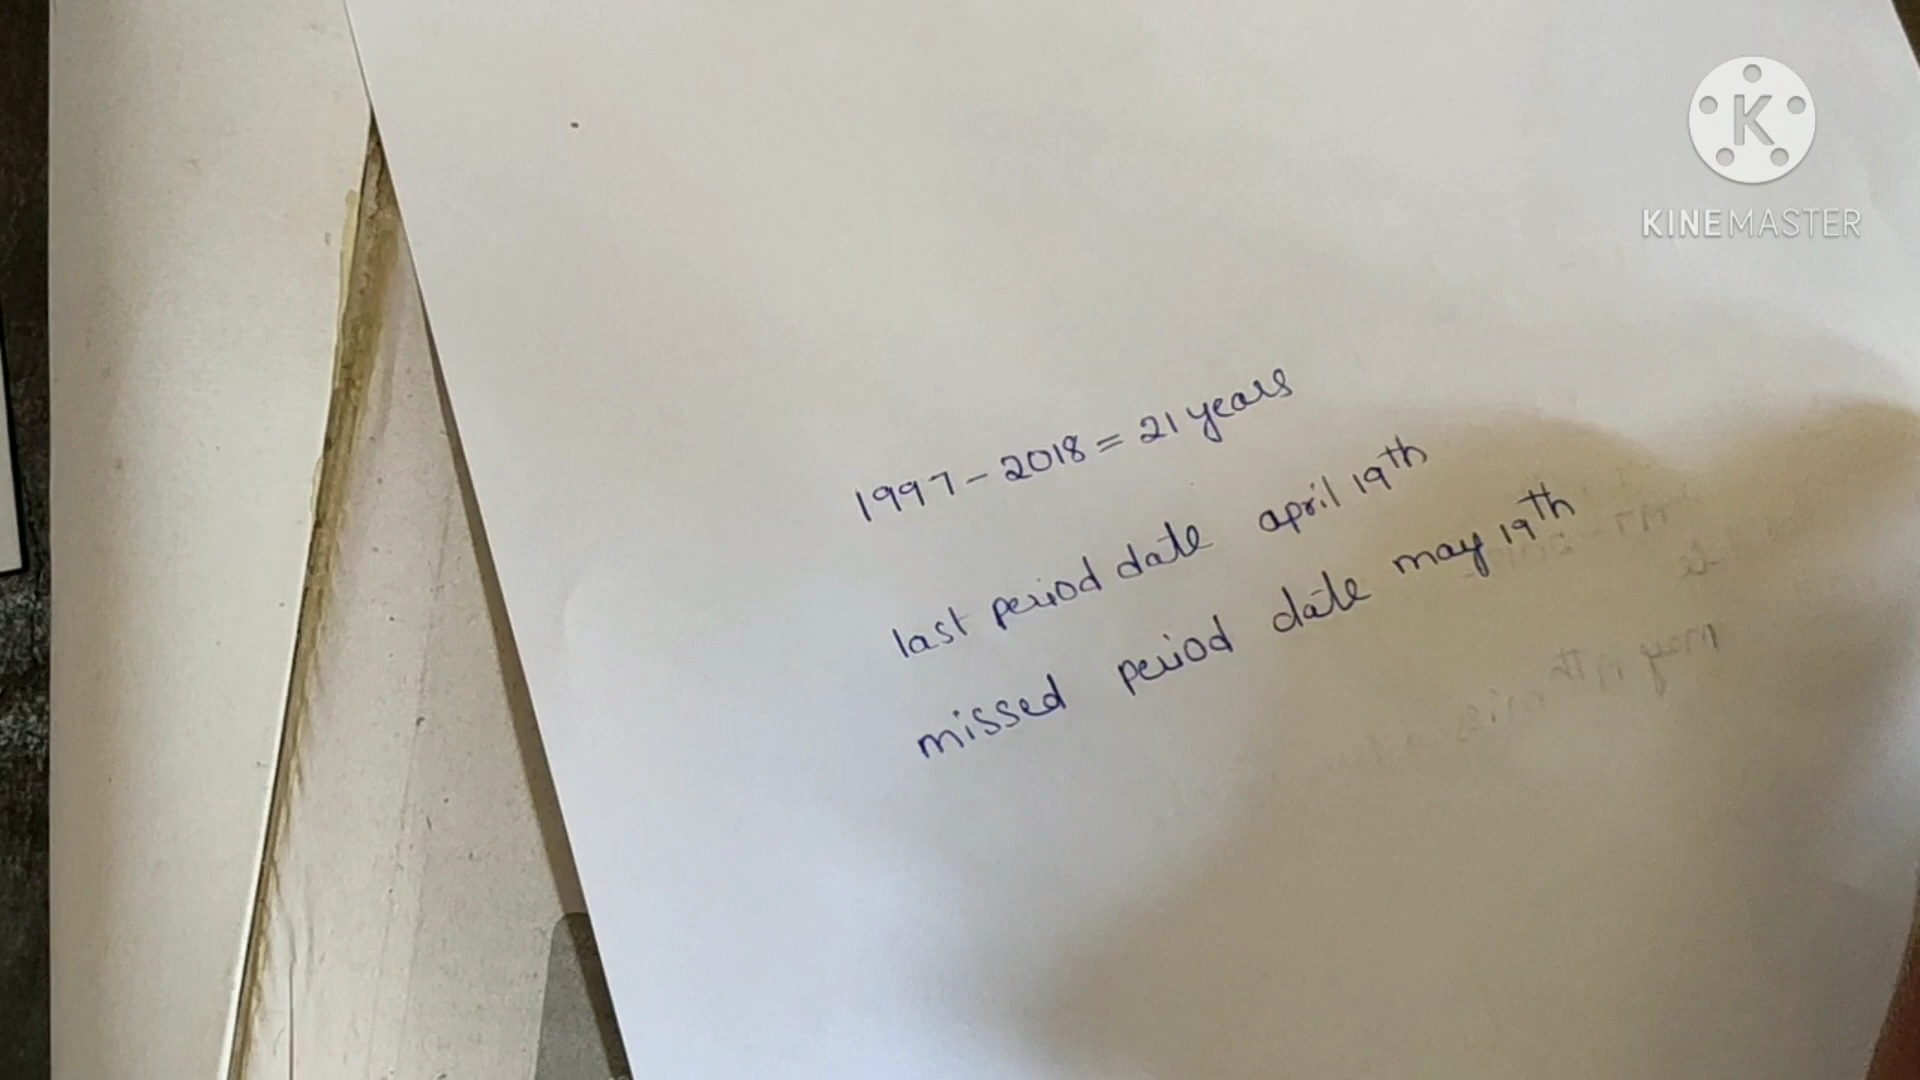 KINEMASTER
1997 - 2018 = 21 years
last period date april 19th
missed period date may 19th